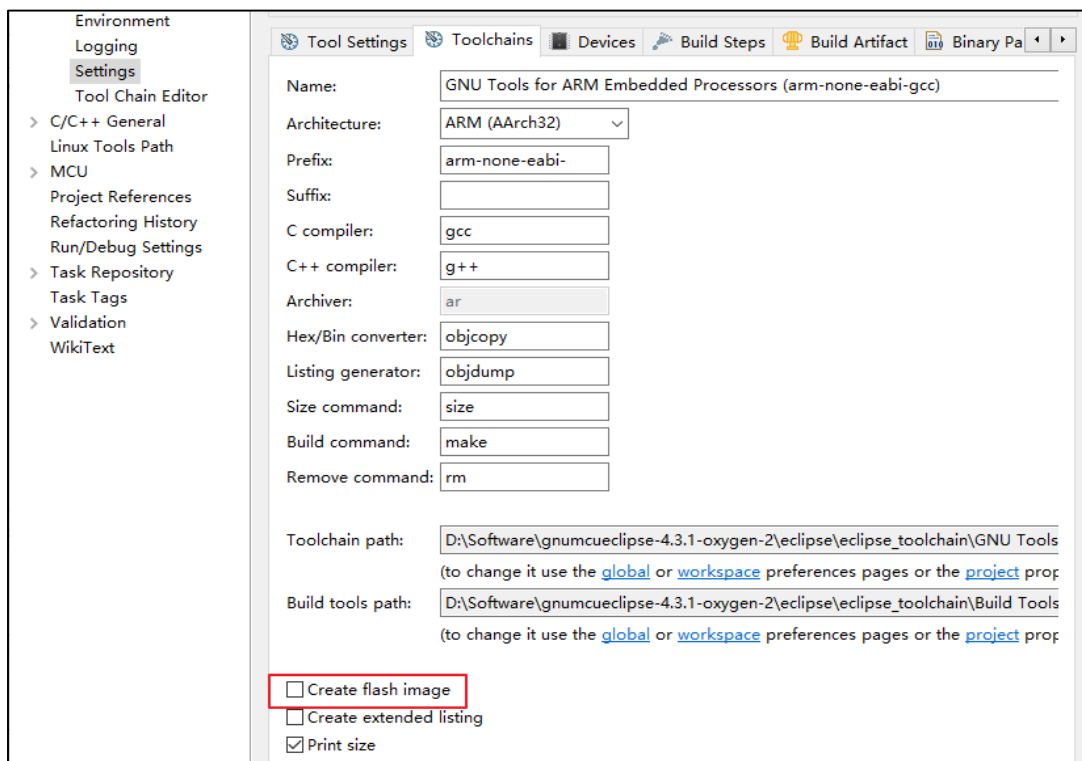 Environment
Logging
Settings
Tool Chain Editor
C/C++ General
Linux Tools Path
MCU
Project References
Refactoring History
Run/Debug Settings
Task Repository
Task Tags
Validation
WikiText
Tool Settings Toolchains Devices Build Steps Build Artifact Binary Pa
Name: GNU Tools for ARM Embedded Processors (arm-none-eabi-gcc)
Architecture: ARM (AArch32)
Prefix: arm-none-eabi-
Suffix:
C compiler: gcc
C++ compiler: g++
Archiver: ar
Hex/Bin converter: objcopy
Listing generator: objdump
Size command: size
Build command: make
Remove command: rm
Toolchain path: D:\Software\gnumcueclipse-4.3.1-oxygen-2\eclipse\eclipse_toolchain\GNU Tools
(to change it use the global or workspace preferences pages or the project prop
Build tools path: D:\Software\gnumcueclipse-4.3.1-oxygen-2\eclipse\eclipse_toolchain\Build Tools
(to change it use the global or workspace preferences pages or the project prop
Create flash image
Create extended listing
Print size